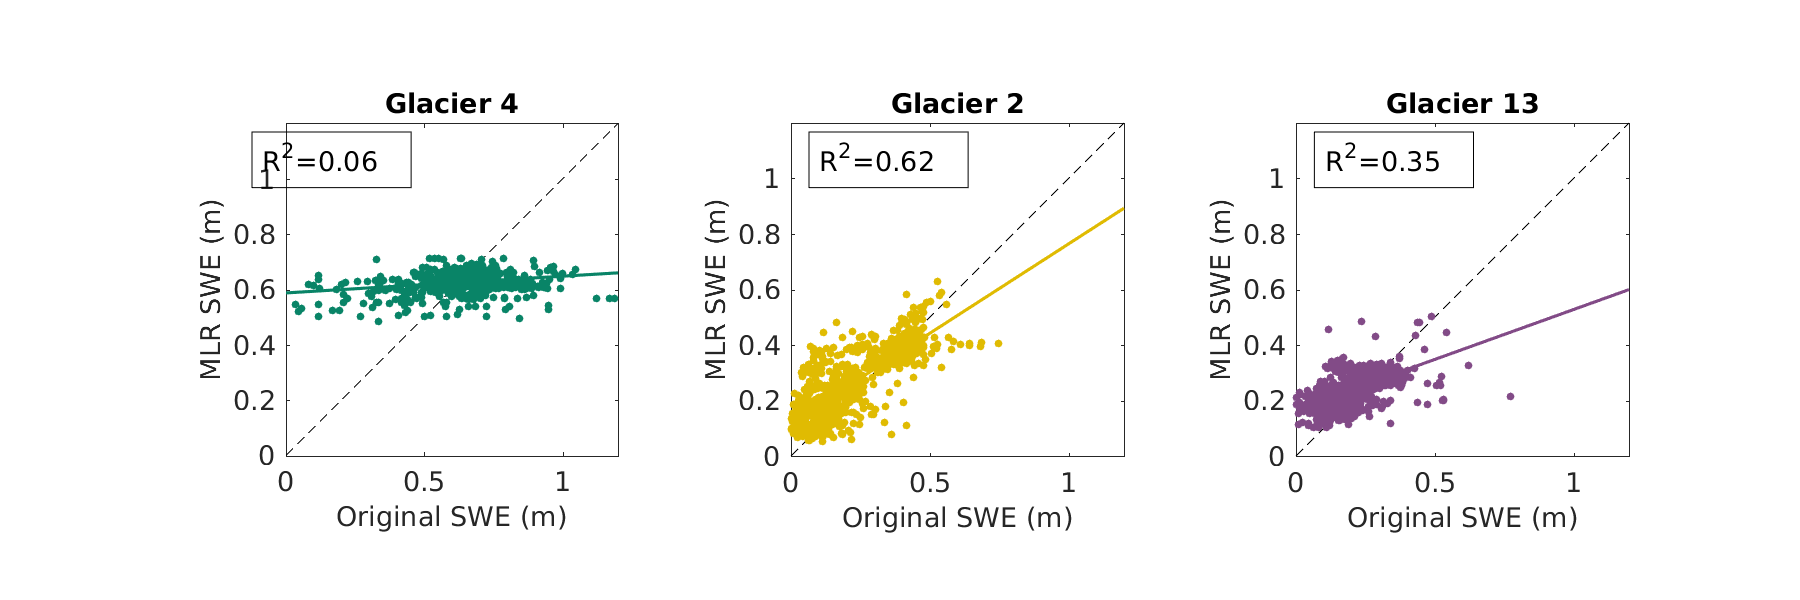 Glacier 4
R²=0.06
1
0.8
0.6
0.4
0.2
0
MLR SWE (m)
0 0.5 1
Original SWE (m)
Glacier 2
R²=0.62
1
0.8
0.6
0.4
0.2
0
MLR SWE (m)
0 0.5 1
Original SWE (m)
Glacier 13
R²=0.35
1
0.8
0.6
0.4
0.2
0
MLR SWE (m)
0 0.5 1
Original SWE (m)